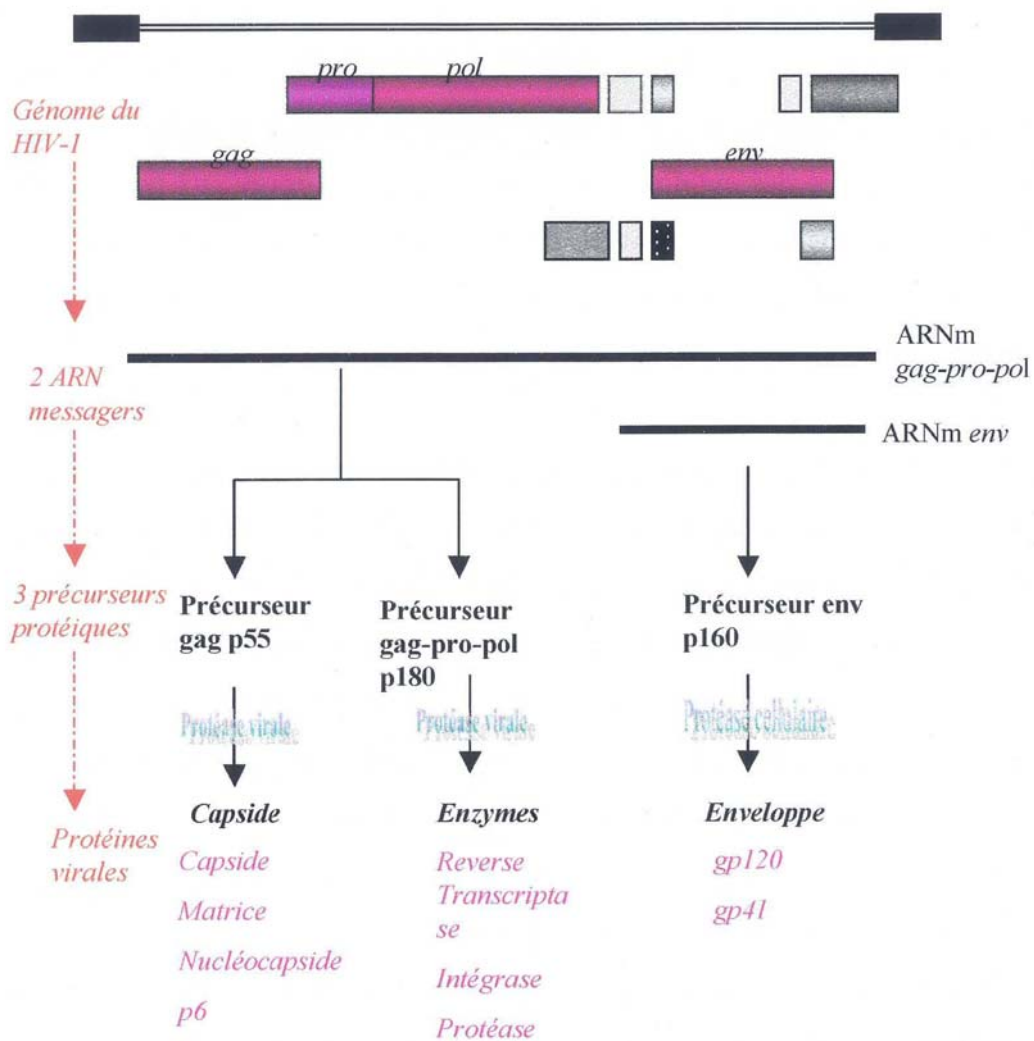 pro
pol
Génome du
HIV-1
gag
env
ARNm
gag-pro-pol
2 ARN
messagers
ARNm env
3 précurseurs
protéiques
Précurseur
gag p55
Précurseur
gag-pro-pol
p180
Précurseur env
p160
Protéase virale
Protéase virale
Protéase cellulaire
Protéines
virales
Capside
Capside
Matrice
Nucléocapside
p6
Enzymes
Reverse
Transcripta
se
Intégrase
Protéase
Enveloppe
gp120
gp41